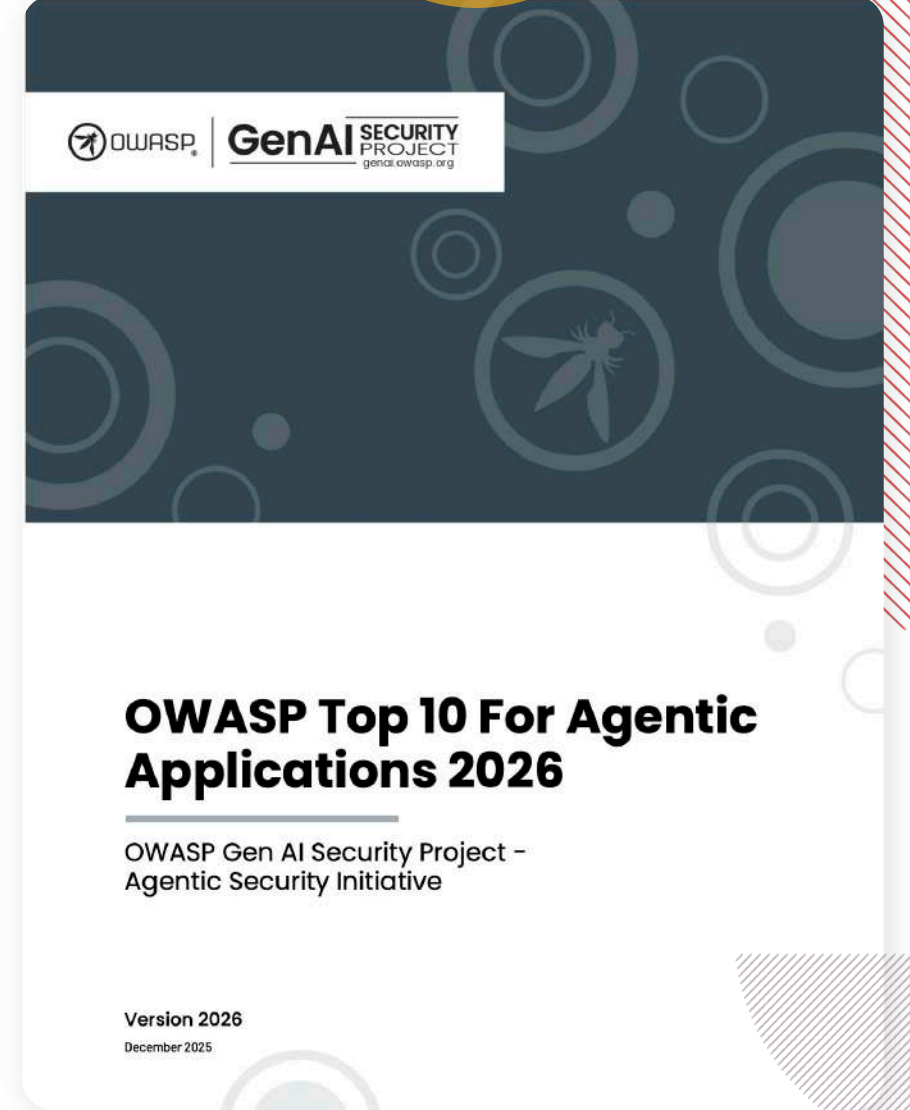 OWASP®
GenAI SECURITY
PROJECT
genai.owasp.org
OWASP Top 10 For Agentic
Applications 2026
OWASP Gen AI Security Project -
Agentic Security Initiative
Version 2026
December 2025